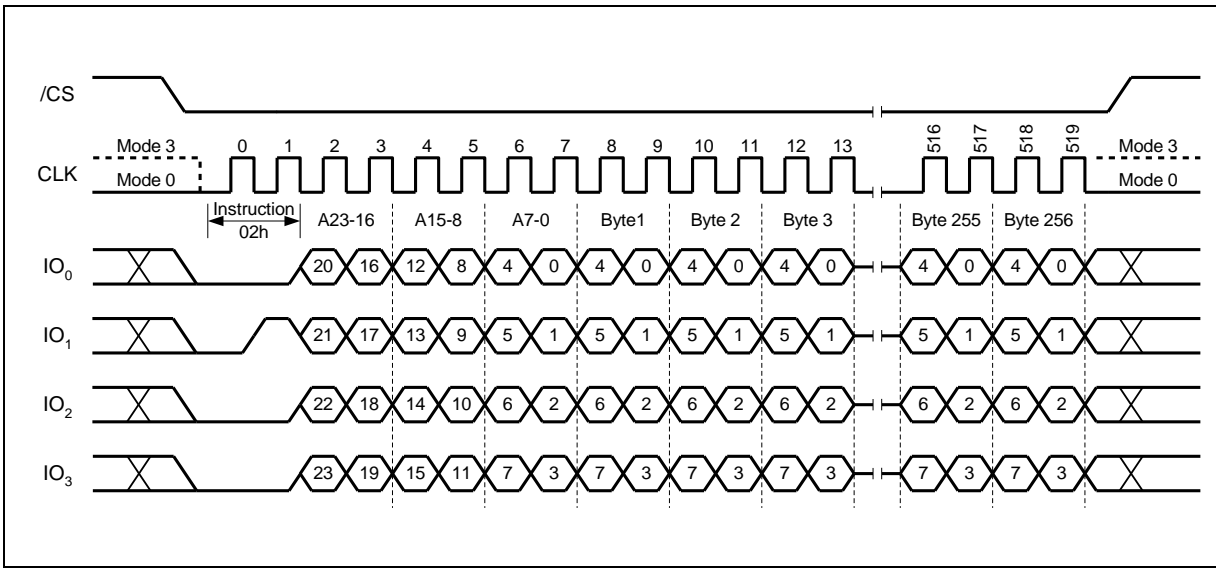 /CS
Mode 3 0 1 2 3 4 5 6 7 8 9 10 11 12 13 516 517 518 519 Mode 3
CLK
Mode 0 Mode 0
Instruction
02h
A23-16 A15-8 A7-0 Byte1 Byte 2 Byte 3 Byte 255 Byte 256
IO0 20 16 12 8 4 0 4 0 4 0 4 0 4 0 4 0
IO1 21 17 13 9 5 1 5 1 5 1 5 1 5 1 5 1
IO2 22 18 14 10 6 2 6 2 6 2 6 2 6 2 6 2
IO3 23 19 15 11 7 3 7 3 7 3 7 3 7 3 7 3